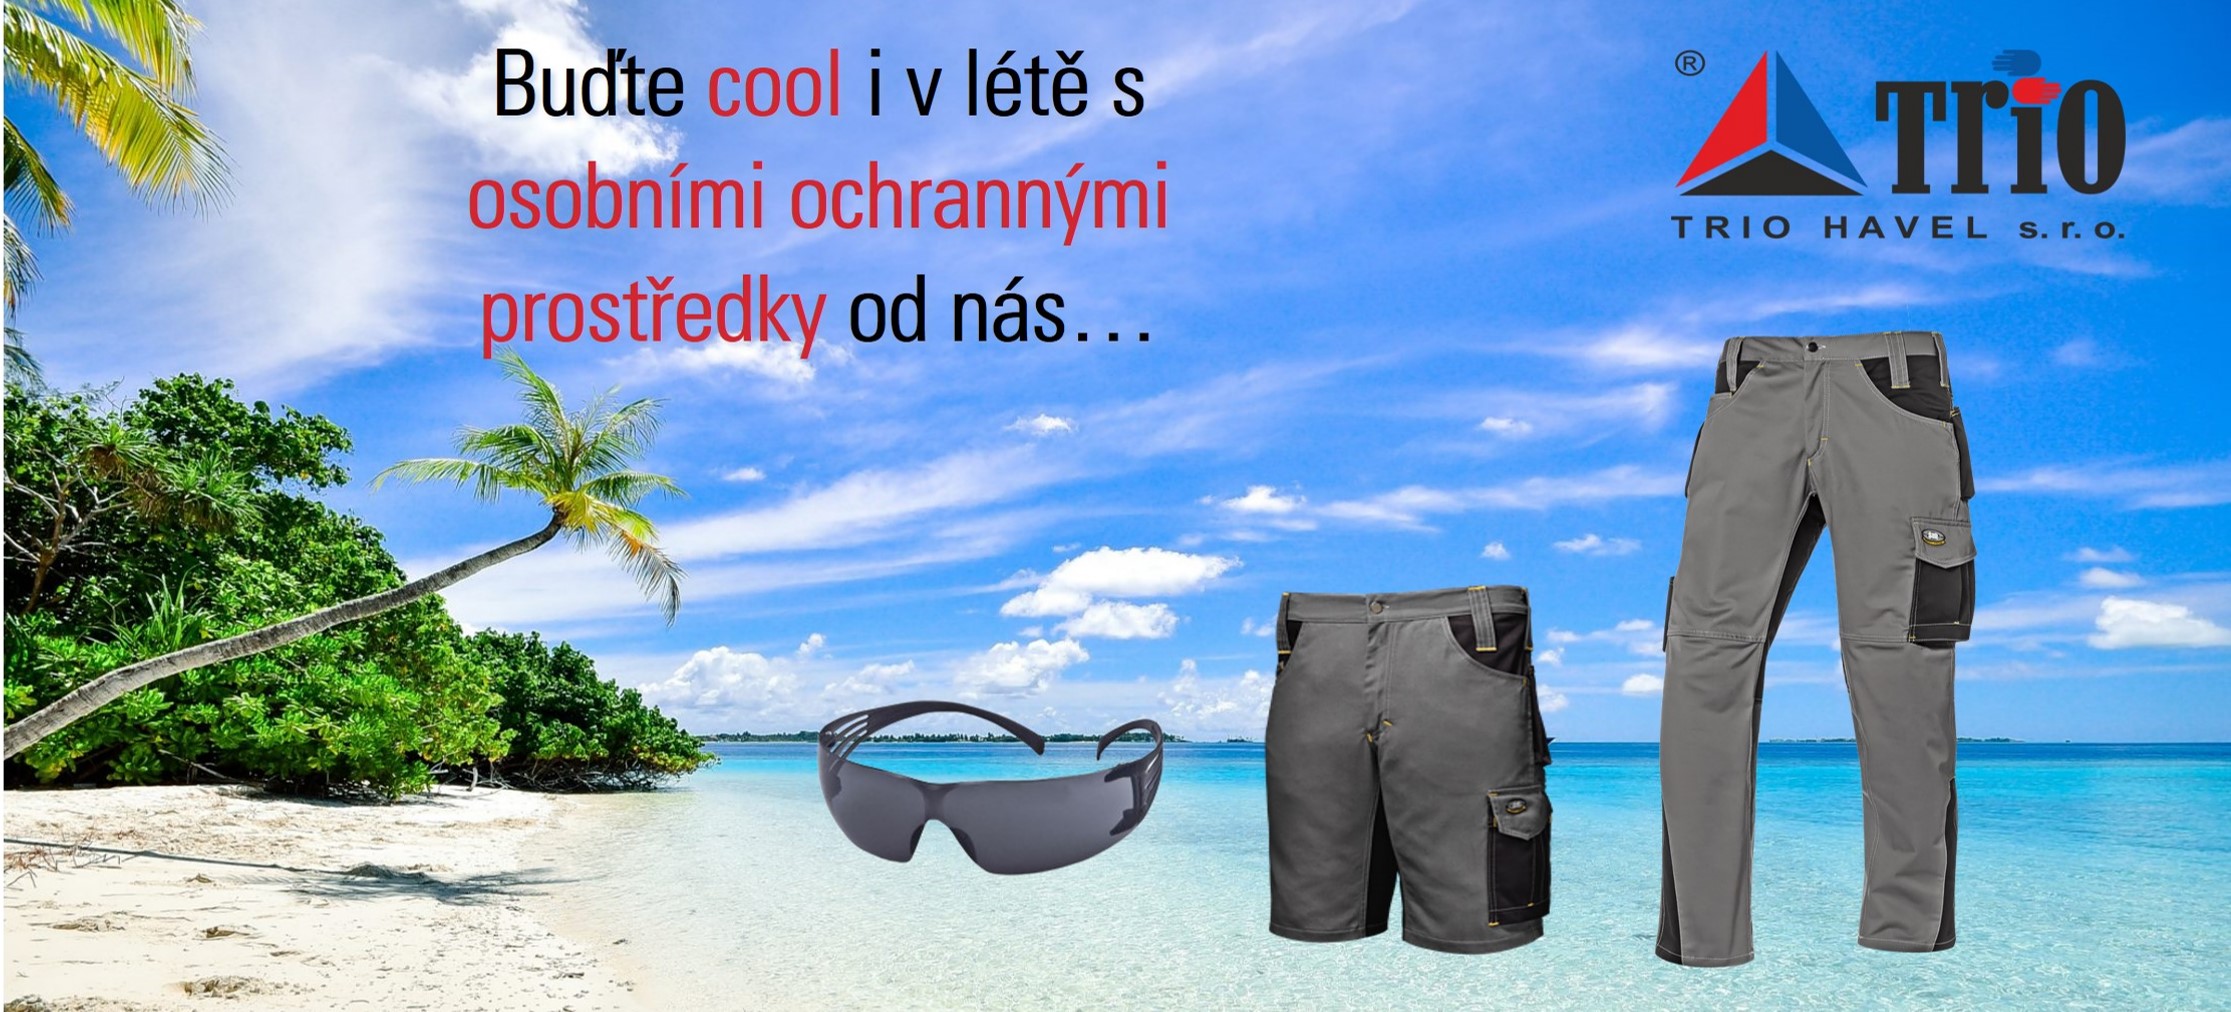 Buďte cool i v létě s
osobními ochrannými
prostředky od nás…
®
Trio
TRIO HAVEL s. r. o.